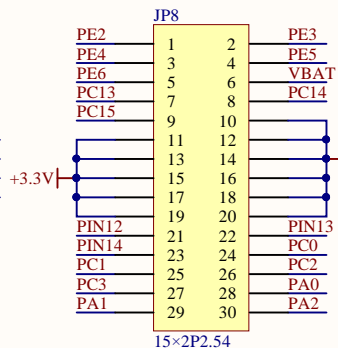 JP8
PE2 1 2 PE3
PE4 3 4 PE5
PE6 5 6 VBAT
PC13 7 8 PC14
PC15 9 10
11 12
13 14
+3.3V 15 16
17 18
19 20
PIN12 21 22 PIN13
PIN14 23 24 PC0
PC1 25 26 PC2
PC3 27 28 PA0
PA1 29 30 PA2
15×2P2.54